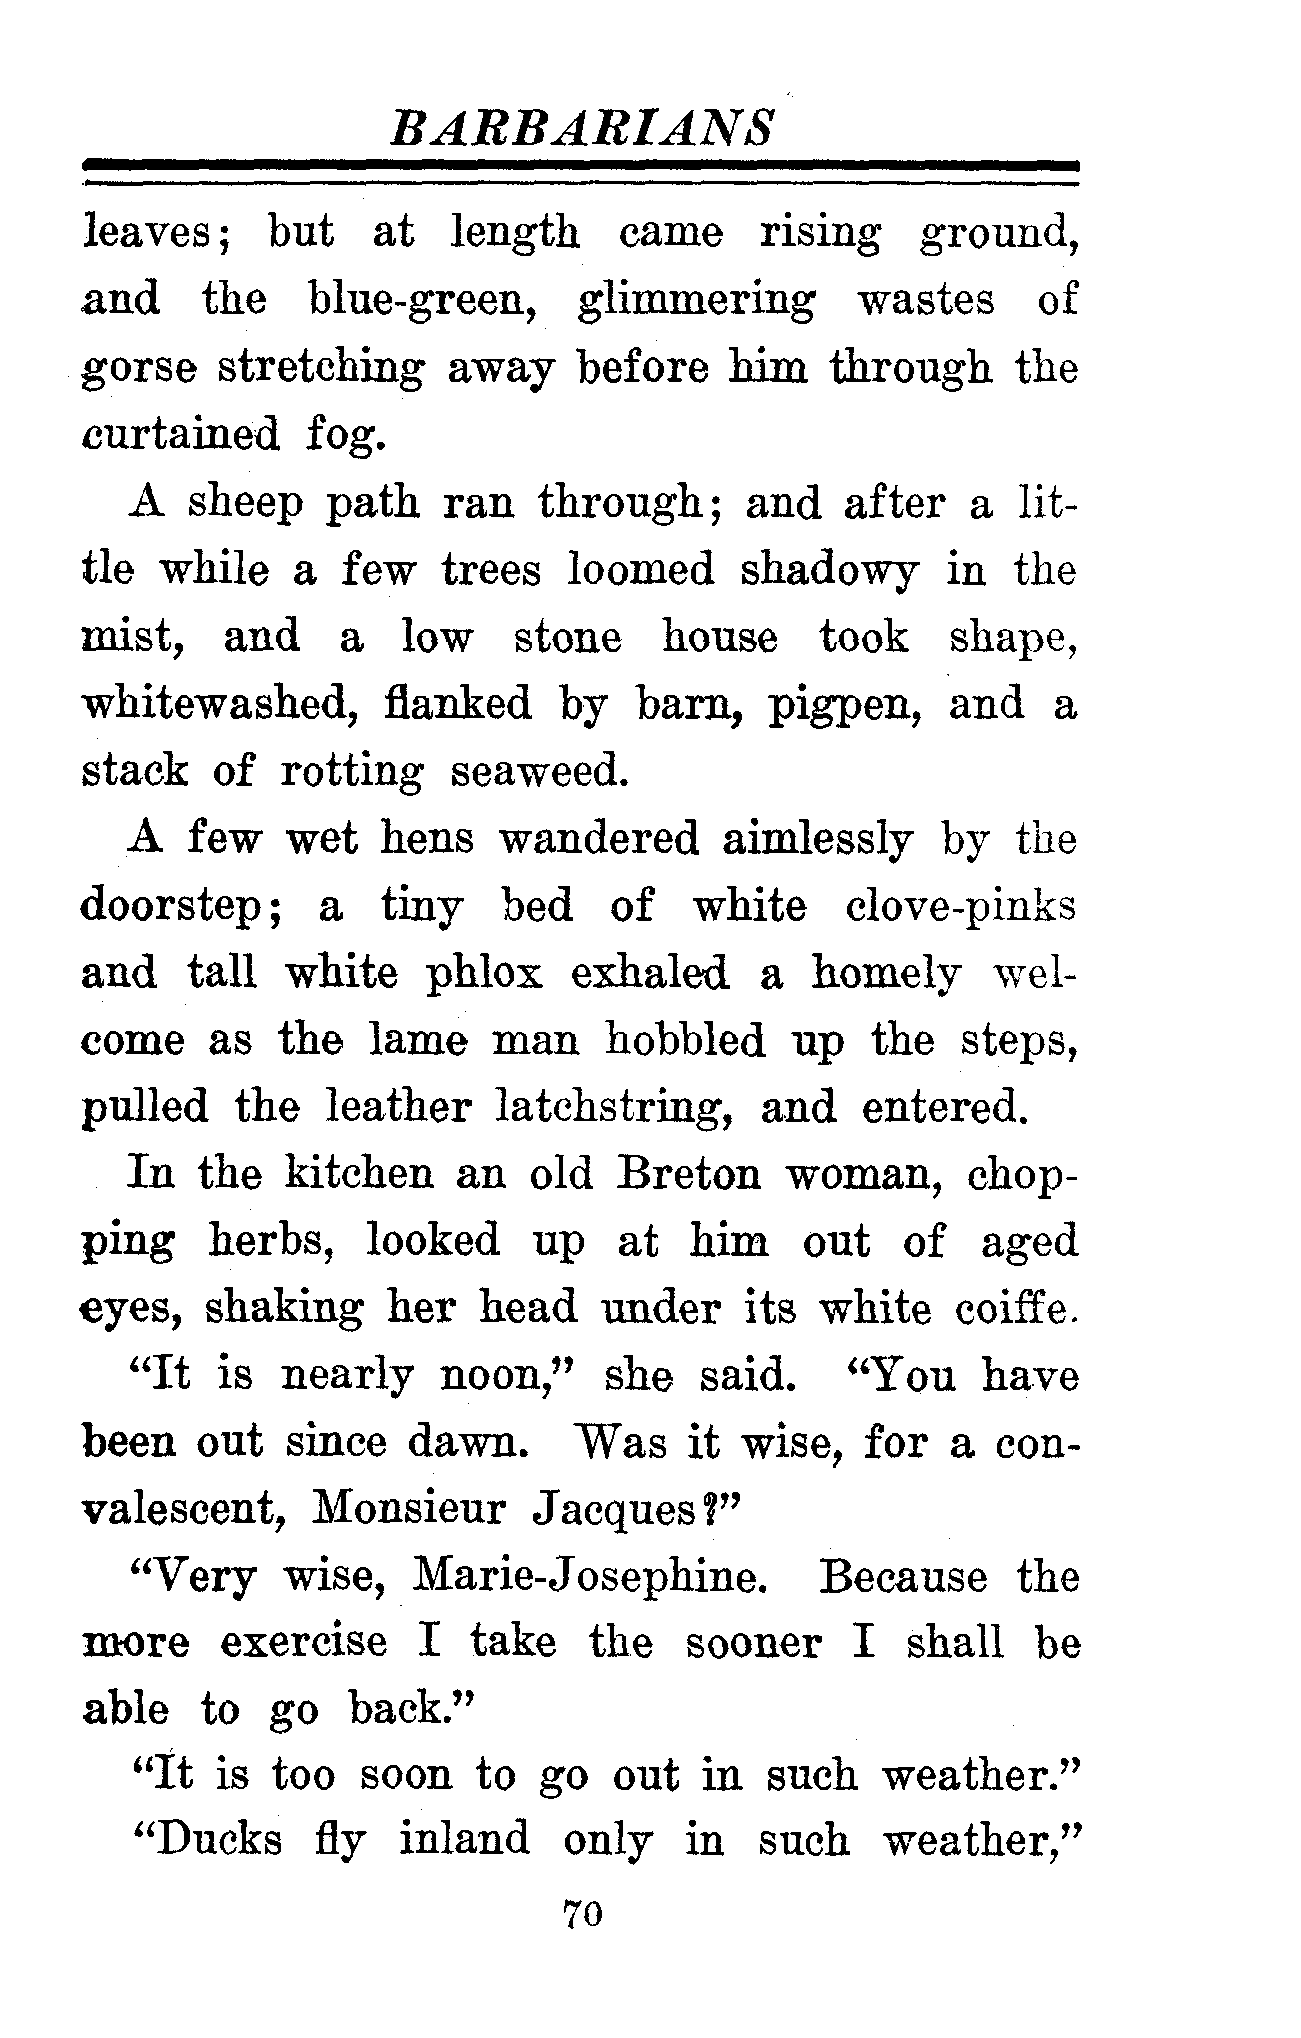 BARBARIANS
leaves; but at length came rising ground,
and the blue-green, glimmering wastes of
gorse stretching away before him through the
curtained fog.
A sheep path ran through; and after a lit-
tle while a few trees loomed shadowy in the
mist, and a low stone house took shape,
whitewashed, flanked by barn, pigpen, and a
stack of rotting seaweed.
A few wet hens wandered aimlessly by the
doorstep; a tiny bed of white clove-pinks
and tall white phlox exhaled a homely wel-
come as the lame man hobbled up the steps,
pulled the leather latchstring, and entered.
In the kitchen an old Breton woman, chop-
ping herbs, looked up at him out of aged
eyes, shaking her head under its white coiffe.
"It is nearly noon," she said. "You have
been out since dawn. Was it wise, for a con-
valescent, Monsieur Jacques?"
"Very wise, Marie-Josephine. Because the
more exercise I take the sooner I shall be
able to go back."
"It is too soon to go out in such weather."
"Ducks fly inland only in such weather,"
70